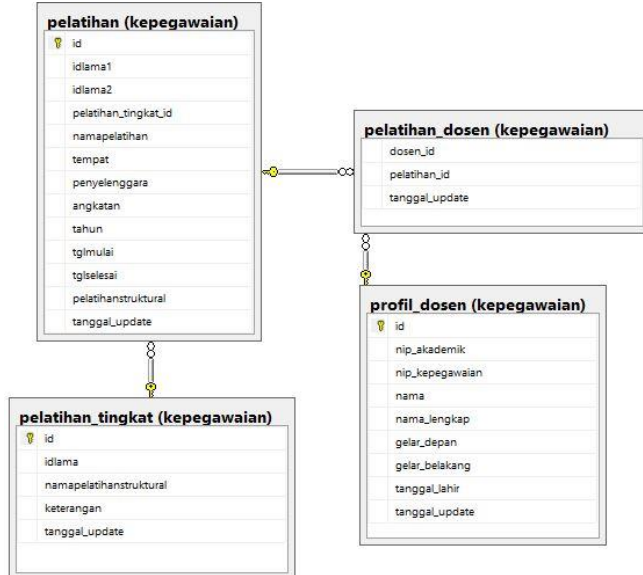 pelatihan (kepegawaian)
id
idlama1
idlama2
pelatihan_tingkat_id
namapelatihan
tempat
penyelenggara
angkatan
tahun
tglmulai
tglselesai
pelatihanstruktural
tanggal_update
pelatihan_dosen (kepegawaian)
dosen_id
pelatihan_id
tanggal_update
profil_dosen (kepegawaian)
id
nip_akademik
nip_kepegawaian
nama
nama_lengkap
gelar_depan
gelar_belakang
tanggal_lahir
tanggal_update
pelatihan_tingkat (kepegawaian)
id
idlama
namapelatihanstruktural
keterangan
tanggal_update